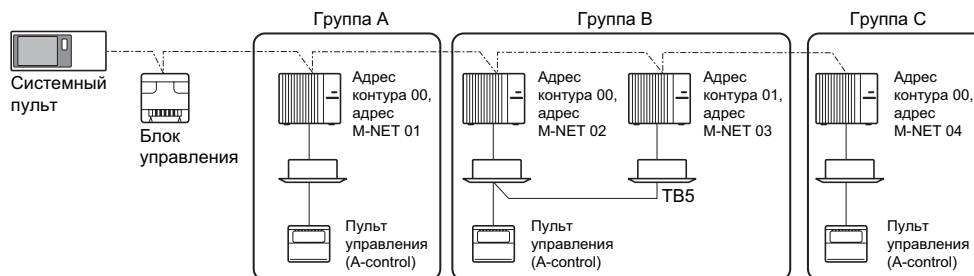 Группа A
Группа B
Группа C
Системный
пульт
Блок
управления
Адрес
контура 00,
адрес
M-NET 01
Адрес
контура 00,
адрес
M-NET 02
Адрес
контура 01,
адрес
M-NET 03
Адрес
контура 00,
адрес
M-NET 04
TB5
Пульт
управления
(A-control)
Пульт
управления
(A-control)
Пульт
управления
(A-control)